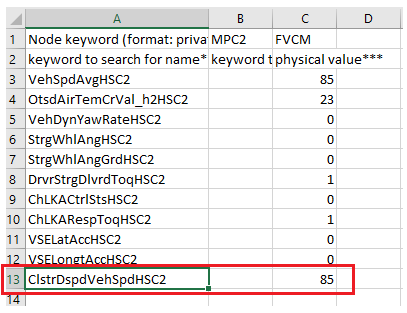 A B C D
1 Node keyword (format: priva MPC2 FVCM
2 keyword to search for name* keyword t physical value***
3 VehSpdAvgHSC2 85
4 OtsdAirTemCrVal_h2HSC2 23
5 VehDynYawRateHSC2 0
6 StrgWhlAngHSC2 0
7 StrgWhlAngGrdHSC2 0
8 DrvrStrgDlvrdToqHSC2 1
9 ChLKACtrlStsHSC2 0
10 ChLKARespToqHSC2 1
11 VSELatAccHSC2 0
12 VSELongtAccHSC2 0
13 ClstrDspdVehSpdHSC2 85
14